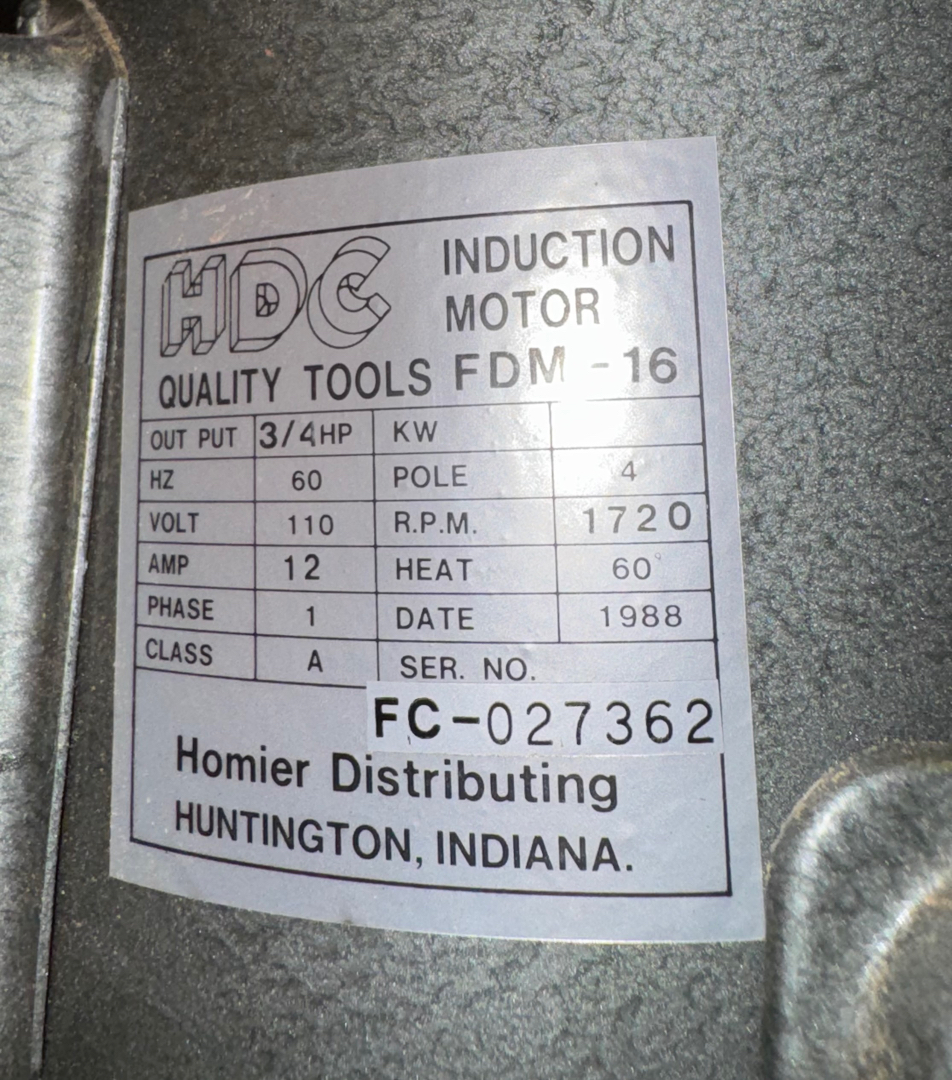 HDC INDUCTION
MOTOR
QUALITY TOOLS FDM-16
OUT PUT 3/4HP KW
HZ 60 POLE 4
VOLT 110 R.P.M. 1720
AMP 12 HEAT 60°
PHASE 1 DATE 1988
CLASS A SER. NO.
FC-027362
Homier Distributing
HUNTINGTON, INDIANA.